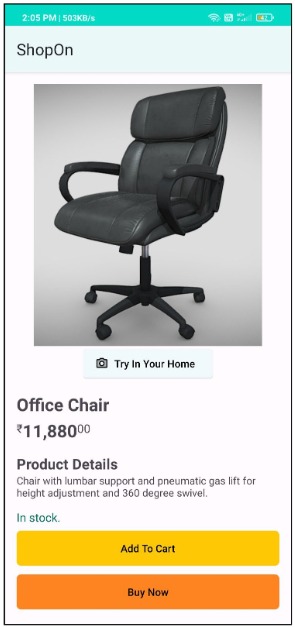 2:05 PM | 503KB/s
ShopOn
Try In Your Home
Office Chair
₹11,88000
Product Details
Chair with lumbar support and pneumatic gas lift for
height adjustment and 360 degree swivel.
In stock.
Add To Cart
Buy Now